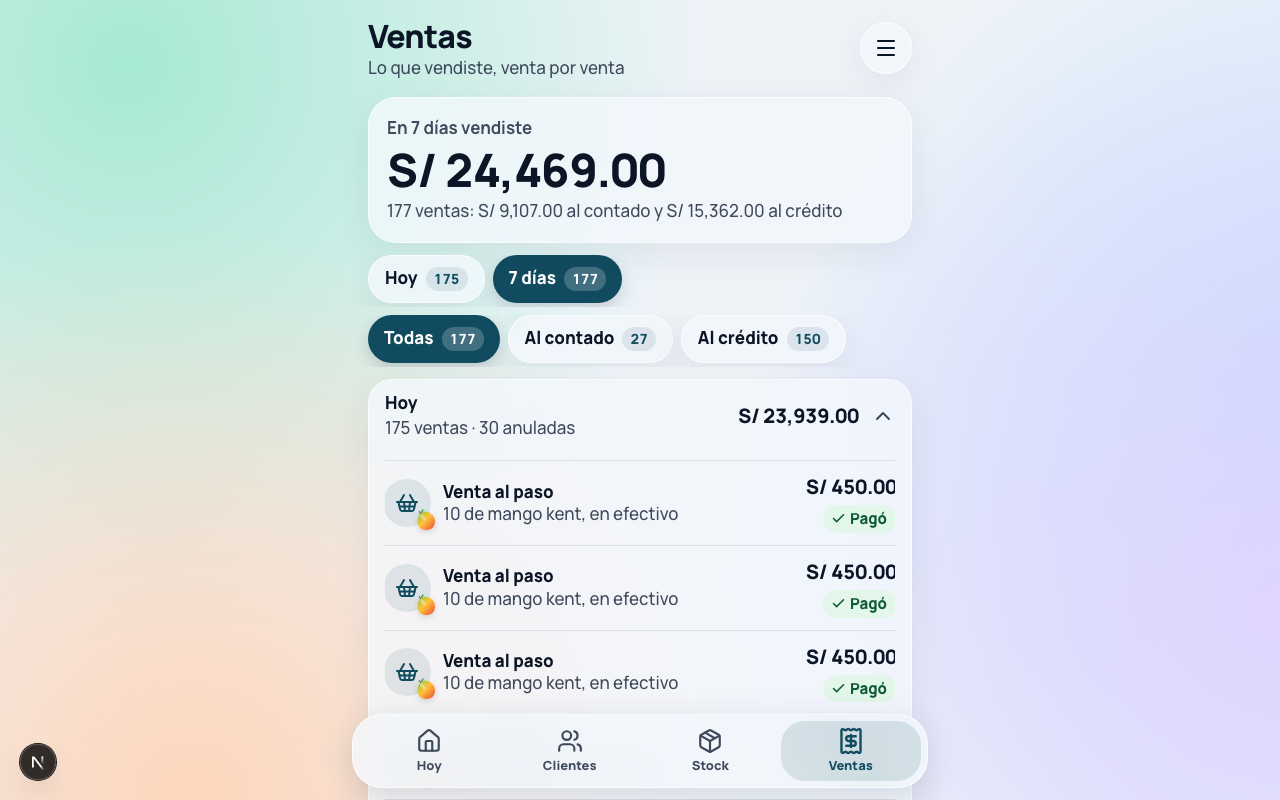 Ventas
Lo que vendiste, venta por venta
En 7 días vendiste
S/ 24,469.00
177 ventas: S/ 9,107.00 al contado y S/ 15,362.00 al crédito
Hoy 175 7 días 177
Todas 177 Al contado 27 Al crédito 150
Hoy
175 ventas · 30 anuladas
S/ 23,939.00
Venta al paso
10 de mango kent, en efectivo
S/ 450.00
Pagó
Venta al paso
10 de mango kent, en efectivo
S/ 450.00
Pagó
Venta al paso
10 de mango kent, en efectivo
S/ 450.00
Pagó
N
Hoy Clientes Stock Ventas